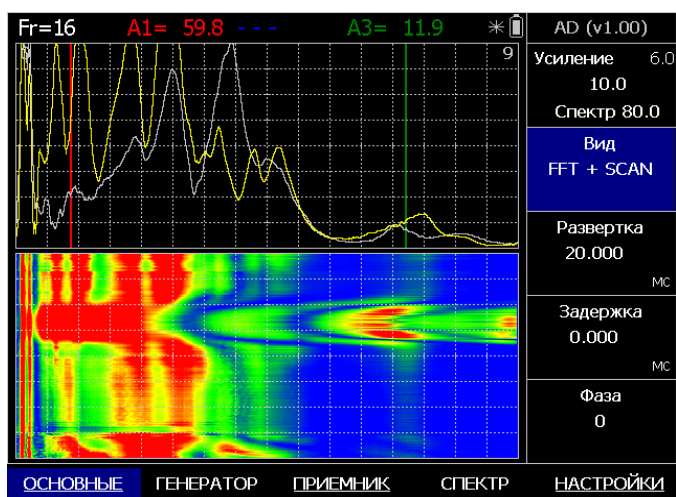 Fr=16 A1= 59.8 - - - A3= 11.9
AD (v1.00)
9
Усиление 6.0
10.0
Спектр 80.0
Вид
FFT + SCAN
Развертка
20.000
мс
Задержка
0.000
мс
Фаза
0
ОСНОВНЫЕ ГЕНЕРАТОР ПРИЕМНИК СПЕКТР НАСТРОЙКИ